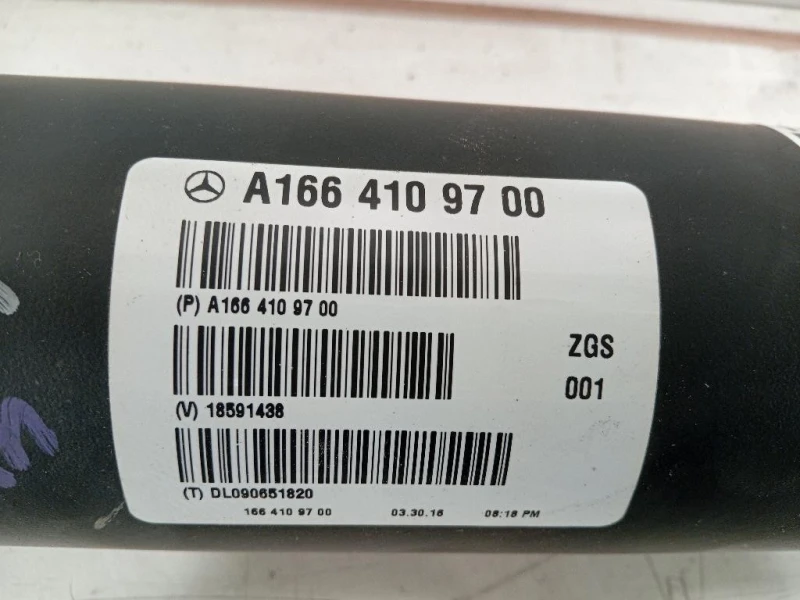 A166 410 97 00
(P) A166 410 97 00
ZGS
001
(V) 18591436
(T) DL090651820
166 410 97 00 03.30.16 08:18 PM